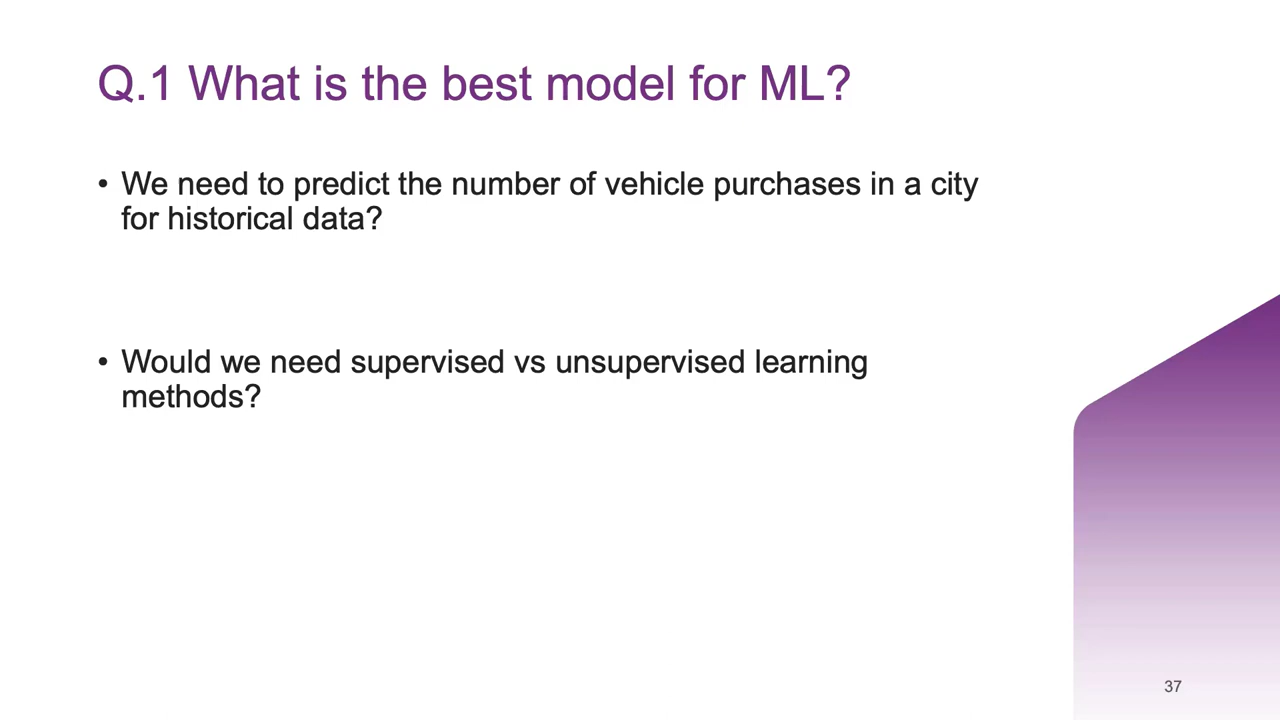 Q.1 What is the best model for ML?
• We need to predict the number of vehicle purchases in a city
for historical data?
• Would we need supervised vs unsupervised learning
methods?
37